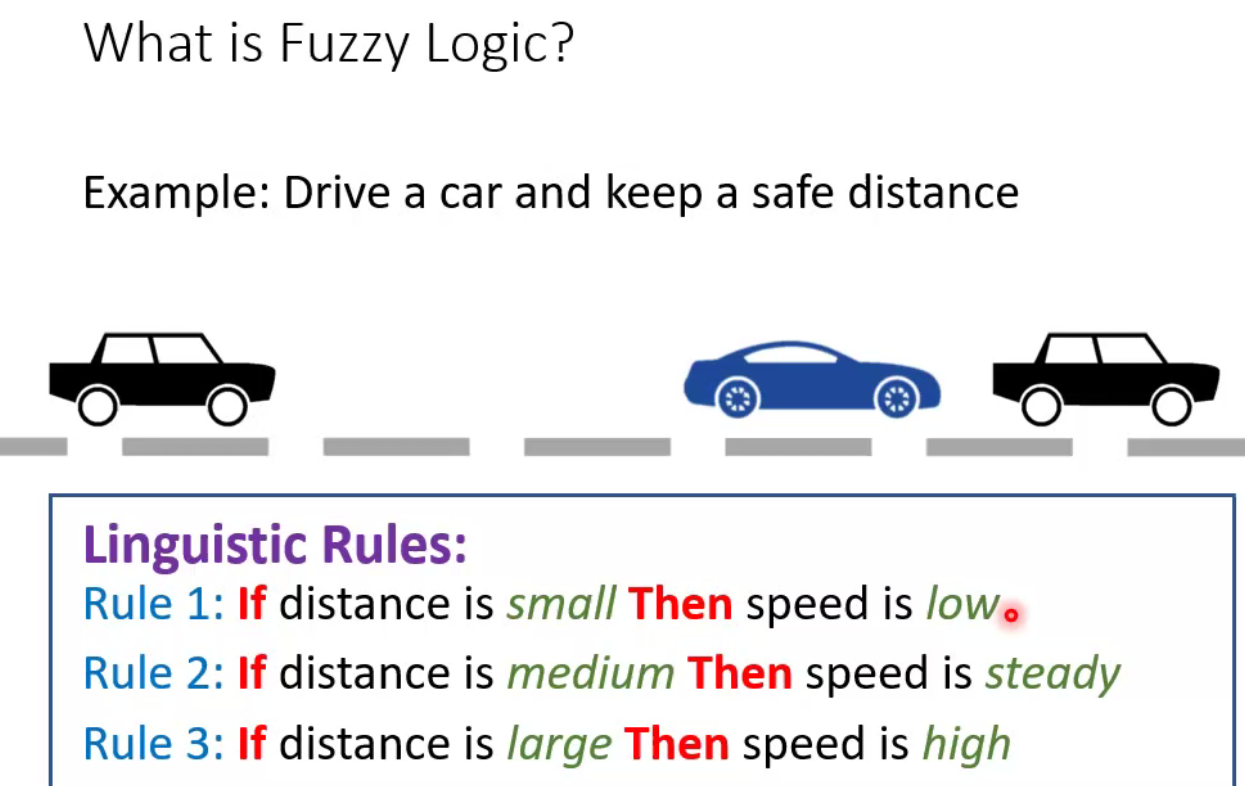 What is Fuzzy Logic?
Example: Drive a car and keep a safe distance
Linguistic Rules:
Rule 1: If distance is small Then speed is low
Rule 2: If distance is medium Then speed is steady
Rule 3: If distance is large Then speed is high